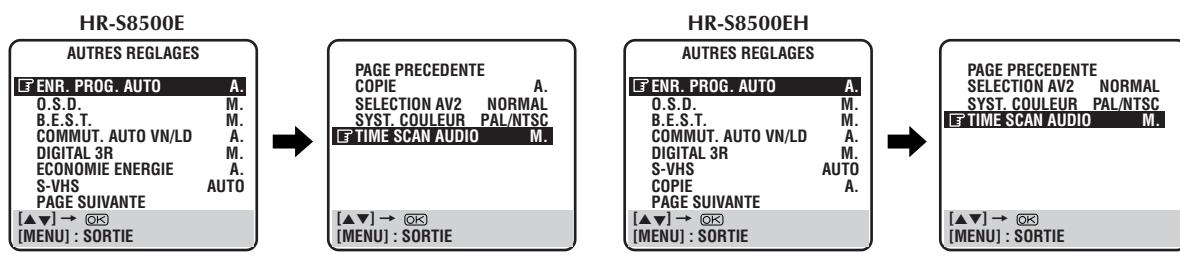 HR-S8500E
AUTRES REGLAGES
☞ ENR. PROG. AUTO A.
O.S.D. M.
B.E.S.T. M.
COMMUT. AUTO VN/LD A.
DIGITAL 3R M.
ECONOMIE ENERGIE A.
S-VHS AUTO
PAGE SUIVANTE
[▲▼] → OK
[MENU] : SORTIE
PAGE PRECEDENTE
COPIE A.
SELECTION AV2 NORMAL
SYST. COULEUR PAL/NTSC
☞ TIME SCAN AUDIO M.
[▲▼] → OK
[MENU] : SORTIE
HR-S8500EH
AUTRES REGLAGES
☞ ENR. PROG. AUTO A.
O.S.D. M.
B.E.S.T. M.
COMMUT. AUTO VN/LD A.
DIGITAL 3R M.
S-VHS AUTO
COPIE A.
PAGE SUIVANTE
[▲▼] → OK
[MENU] : SORTIE
PAGE PRECEDENTE
SELECTION AV2 NORMAL
SYST. COULEUR PAL/NTSC
☞ TIME SCAN AUDIO M.
[▲▼] → OK
[MENU] : SORTIE